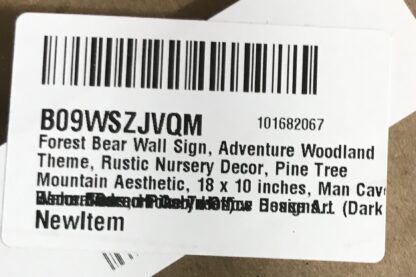 B09WSZJVQM 101682067
Forest Bear Wall Sign, Adventure Woodland
Theme, Rustic Nursery Decor, Pine Tree
Mountain Aesthetic, 18 x 10 inches, Man Cave
(Dark
NewItem